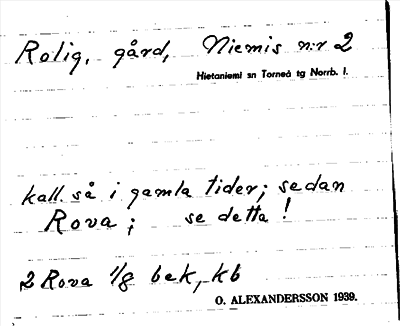 Rolig, gård, Niemis n:r 2
Hietaniemi sn Torneå tg Norrb. l.
kall. så i gamla tider; sedan
Rova; se detta!
2 Rova 1/8 bek, kb
O. ALEXANDERSSON 1939.